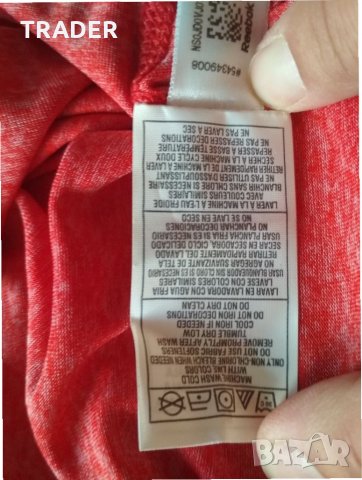 TRADER
Reebok
#54349008
MACHINE WASH COLD
WITH LIKE COLORS
ONLY NON-CHLORINE BLEACH WHEN NEEDED
DO NOT USE FABRIC SOFTENERS
REMOVE PROMPTLY AFTER WASH
TUMBLE DRY LOW
COOL IRON IF NEEDED
DO NOT IRON DECORATIONS
DO NOT DRY CLEAN
LAVAR EN LAVADORA CON AGUA FRIA
LAVESE CON COLORES SIMILARES
USAR BLANQUEADOR SIN CLORO SI ES NECESARIO
NO AGREGAR SUAVIZANTES DE TELA
RETIRAR RAPIDAMENTE
SECAR SECADORA CICLO DELICADO
USAR PLANCHA FRIA SI ES NECESARIO
NO PLANCHAR DECORACIONES
NO SE LAVE EN SECO
LAVER A LA MACHINE A L'EAU FROIDE
AVEC COULEURS SIMILAIRES
BLANCHIR SANS CHLORE SI NECESSAIRE
NE PAS UTILISER D'ASSOUPLISSANT
RETIRER RAPIDEMENT DE LA LAVEUSE
SECHER A LA MACHINE CYCLE DOUX
REPASSER A BASSE TEMPERATURE
NE PAS REPASSER DECORATIONS
NE PAS LAVER A SEC
BAZAR